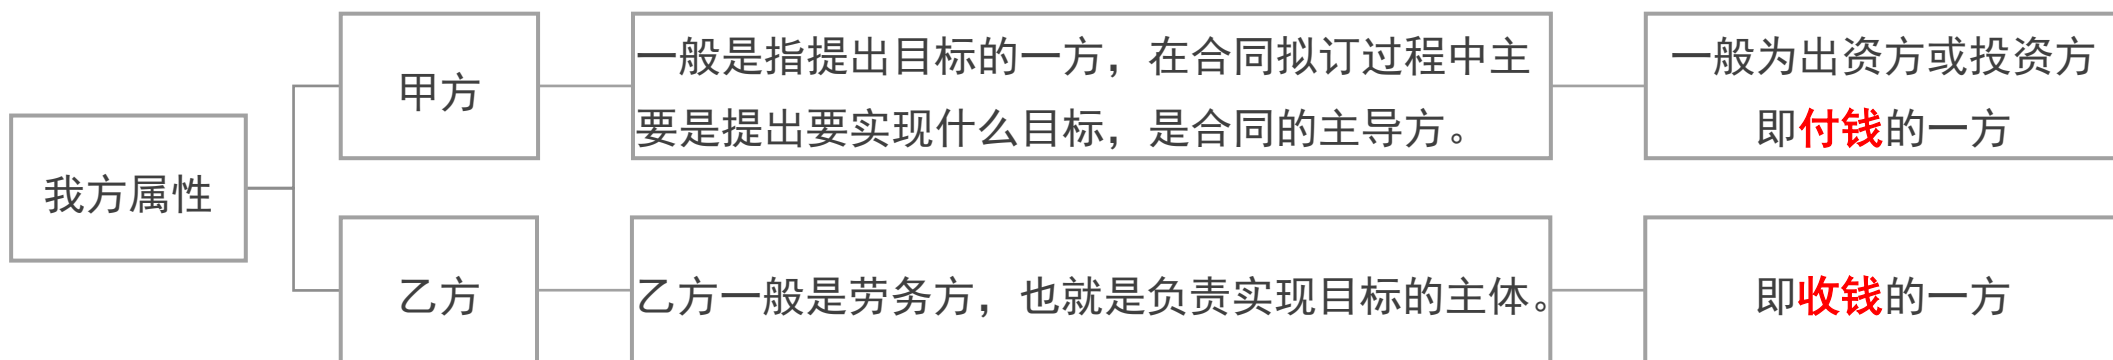 我方属性
甲方
一般是指提出目标的一方，在合同拟订过程中主
要是提出要实现什么目标，是合同的主导方。
一般为出资方或投资方
即付钱的一方
乙方
乙方一般是劳务方，也就是负责实现目标的主体。
即收钱的一方